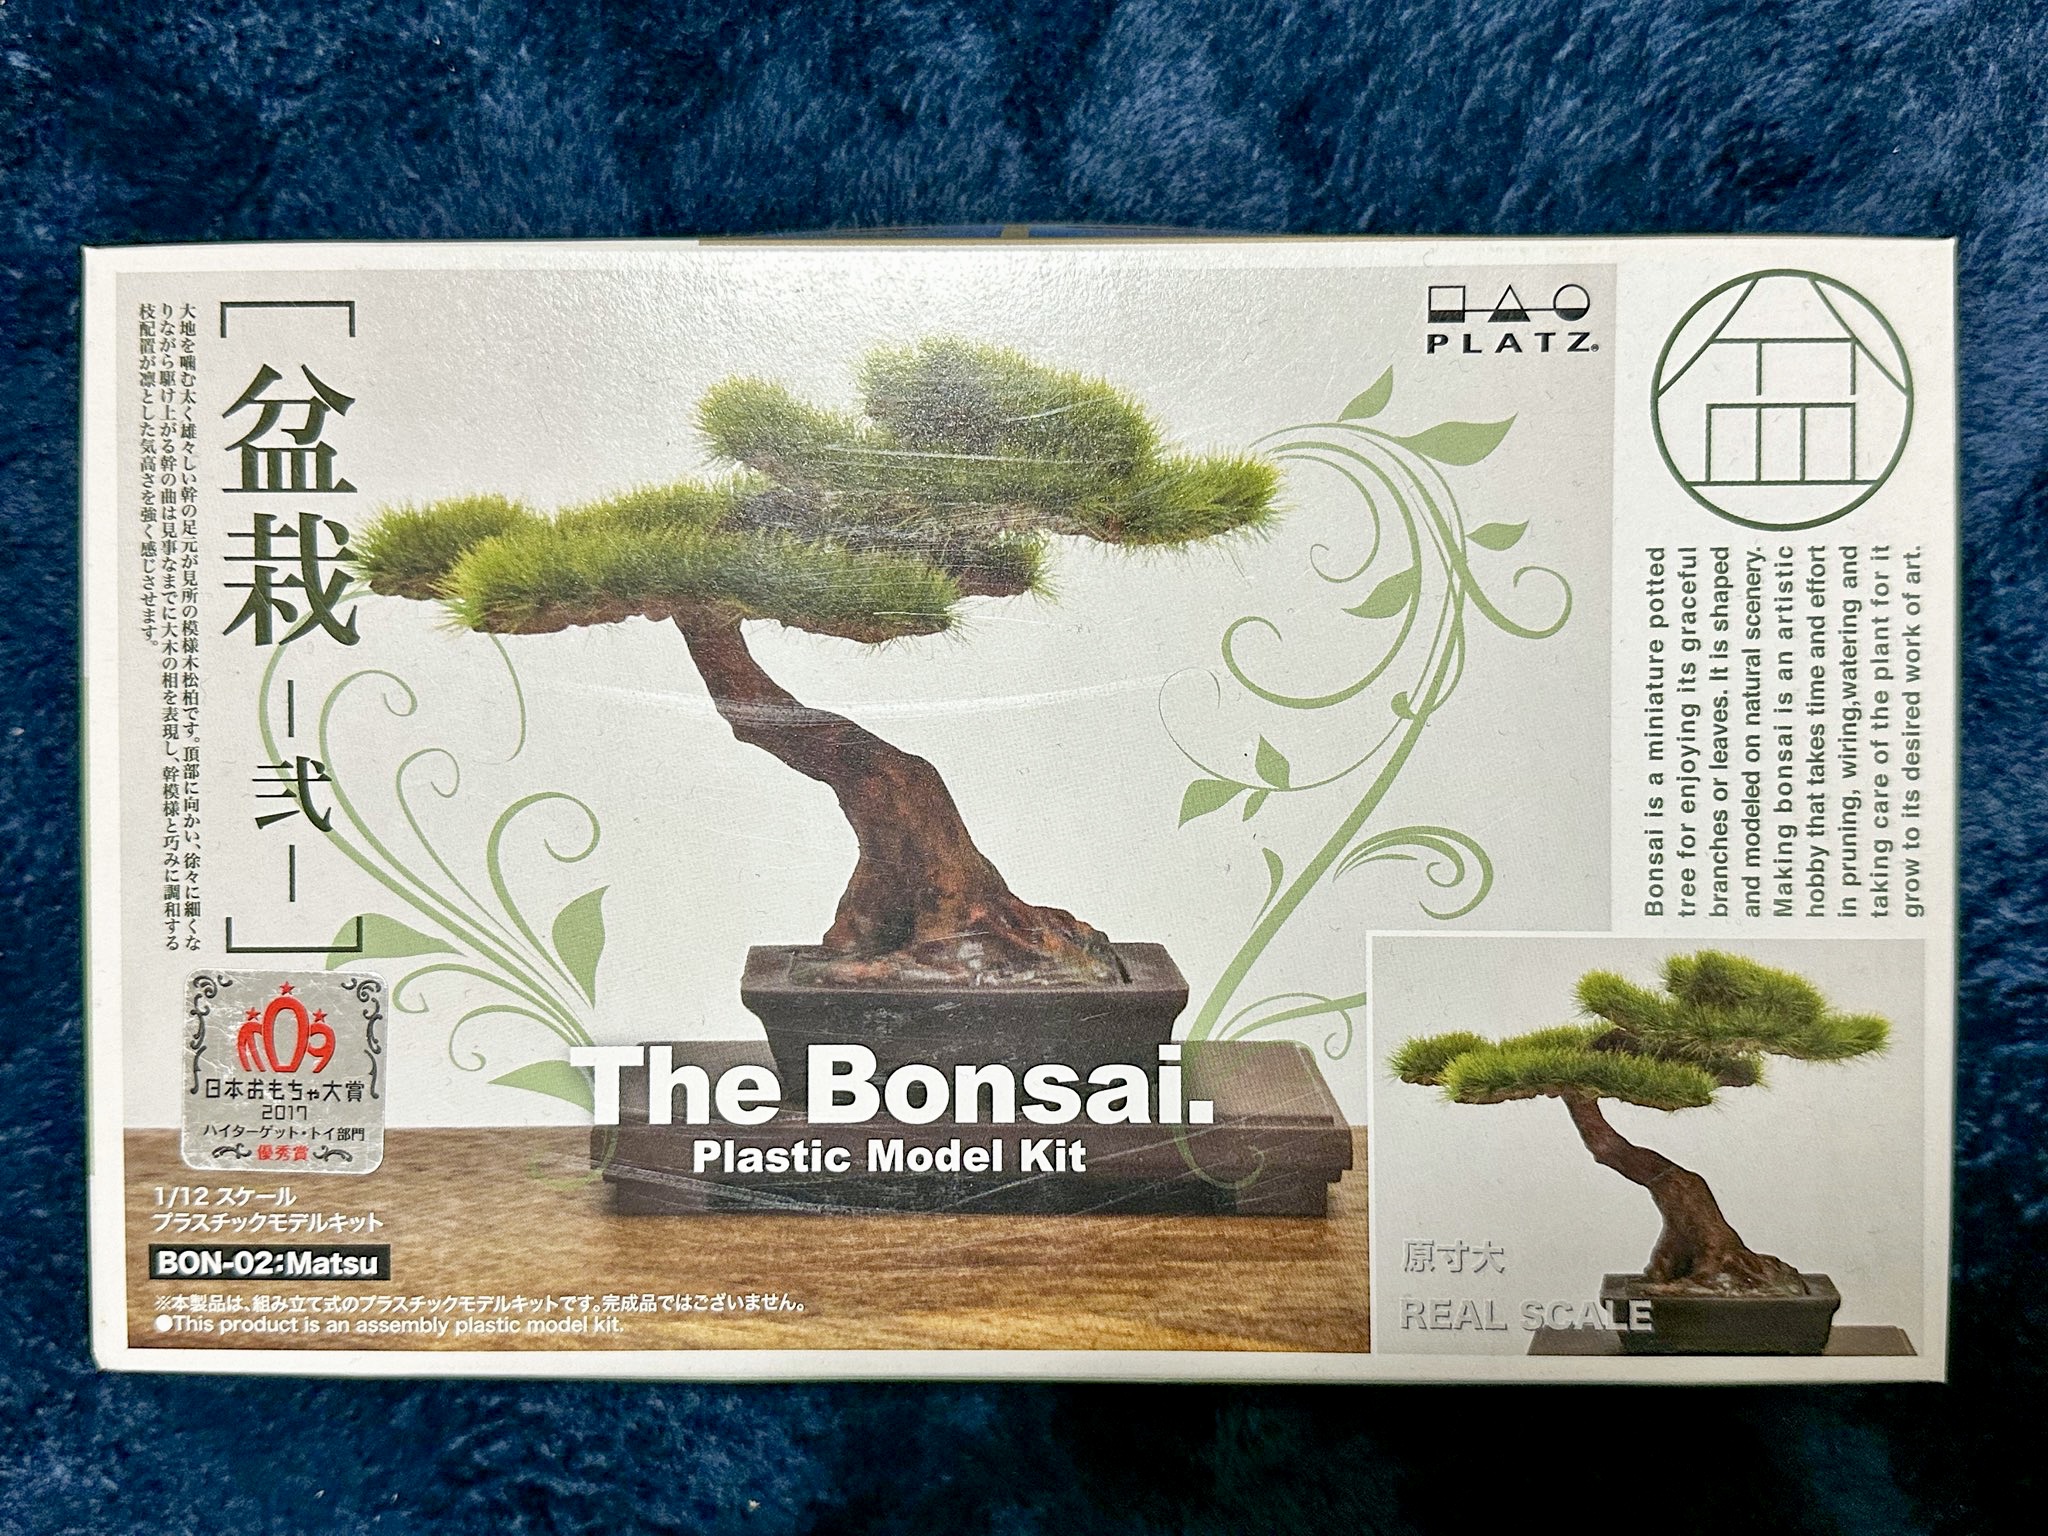 [盆栽 -弐-]
大地を噛む太く雄々しい幹の足元が見所の模様木松柏です。頂部に向かい、徐々に細くな
りながら駆け上がる幹の曲は見事なまでに大木の相を表現し、幹模様と巧みに調和する
枝配置が凛とした気高さを強く感じさせます。
PLATZ®
Bonsai is a miniature potted
tree for enjoying its graceful
branches or leaves. It is shaped
and modeled on natural scenery.
Making bonsai is an artistic
hobby that takes time and effort
in pruning, wiring,watering and
taking care of the plant for it
grow to its desired work of art.
日本おもちゃ大賞
2017
ハイターゲット・トイ部門
優秀賞
The Bonsai.
Plastic Model Kit
1/12 スケール
プラスチックモデルキット
BON-02:Matsu
※本製品は、組み立て式のプラスチックモデルキットです。完成品ではございません。
●This product is an assembly plastic model kit.
原寸大
REAL SCALE